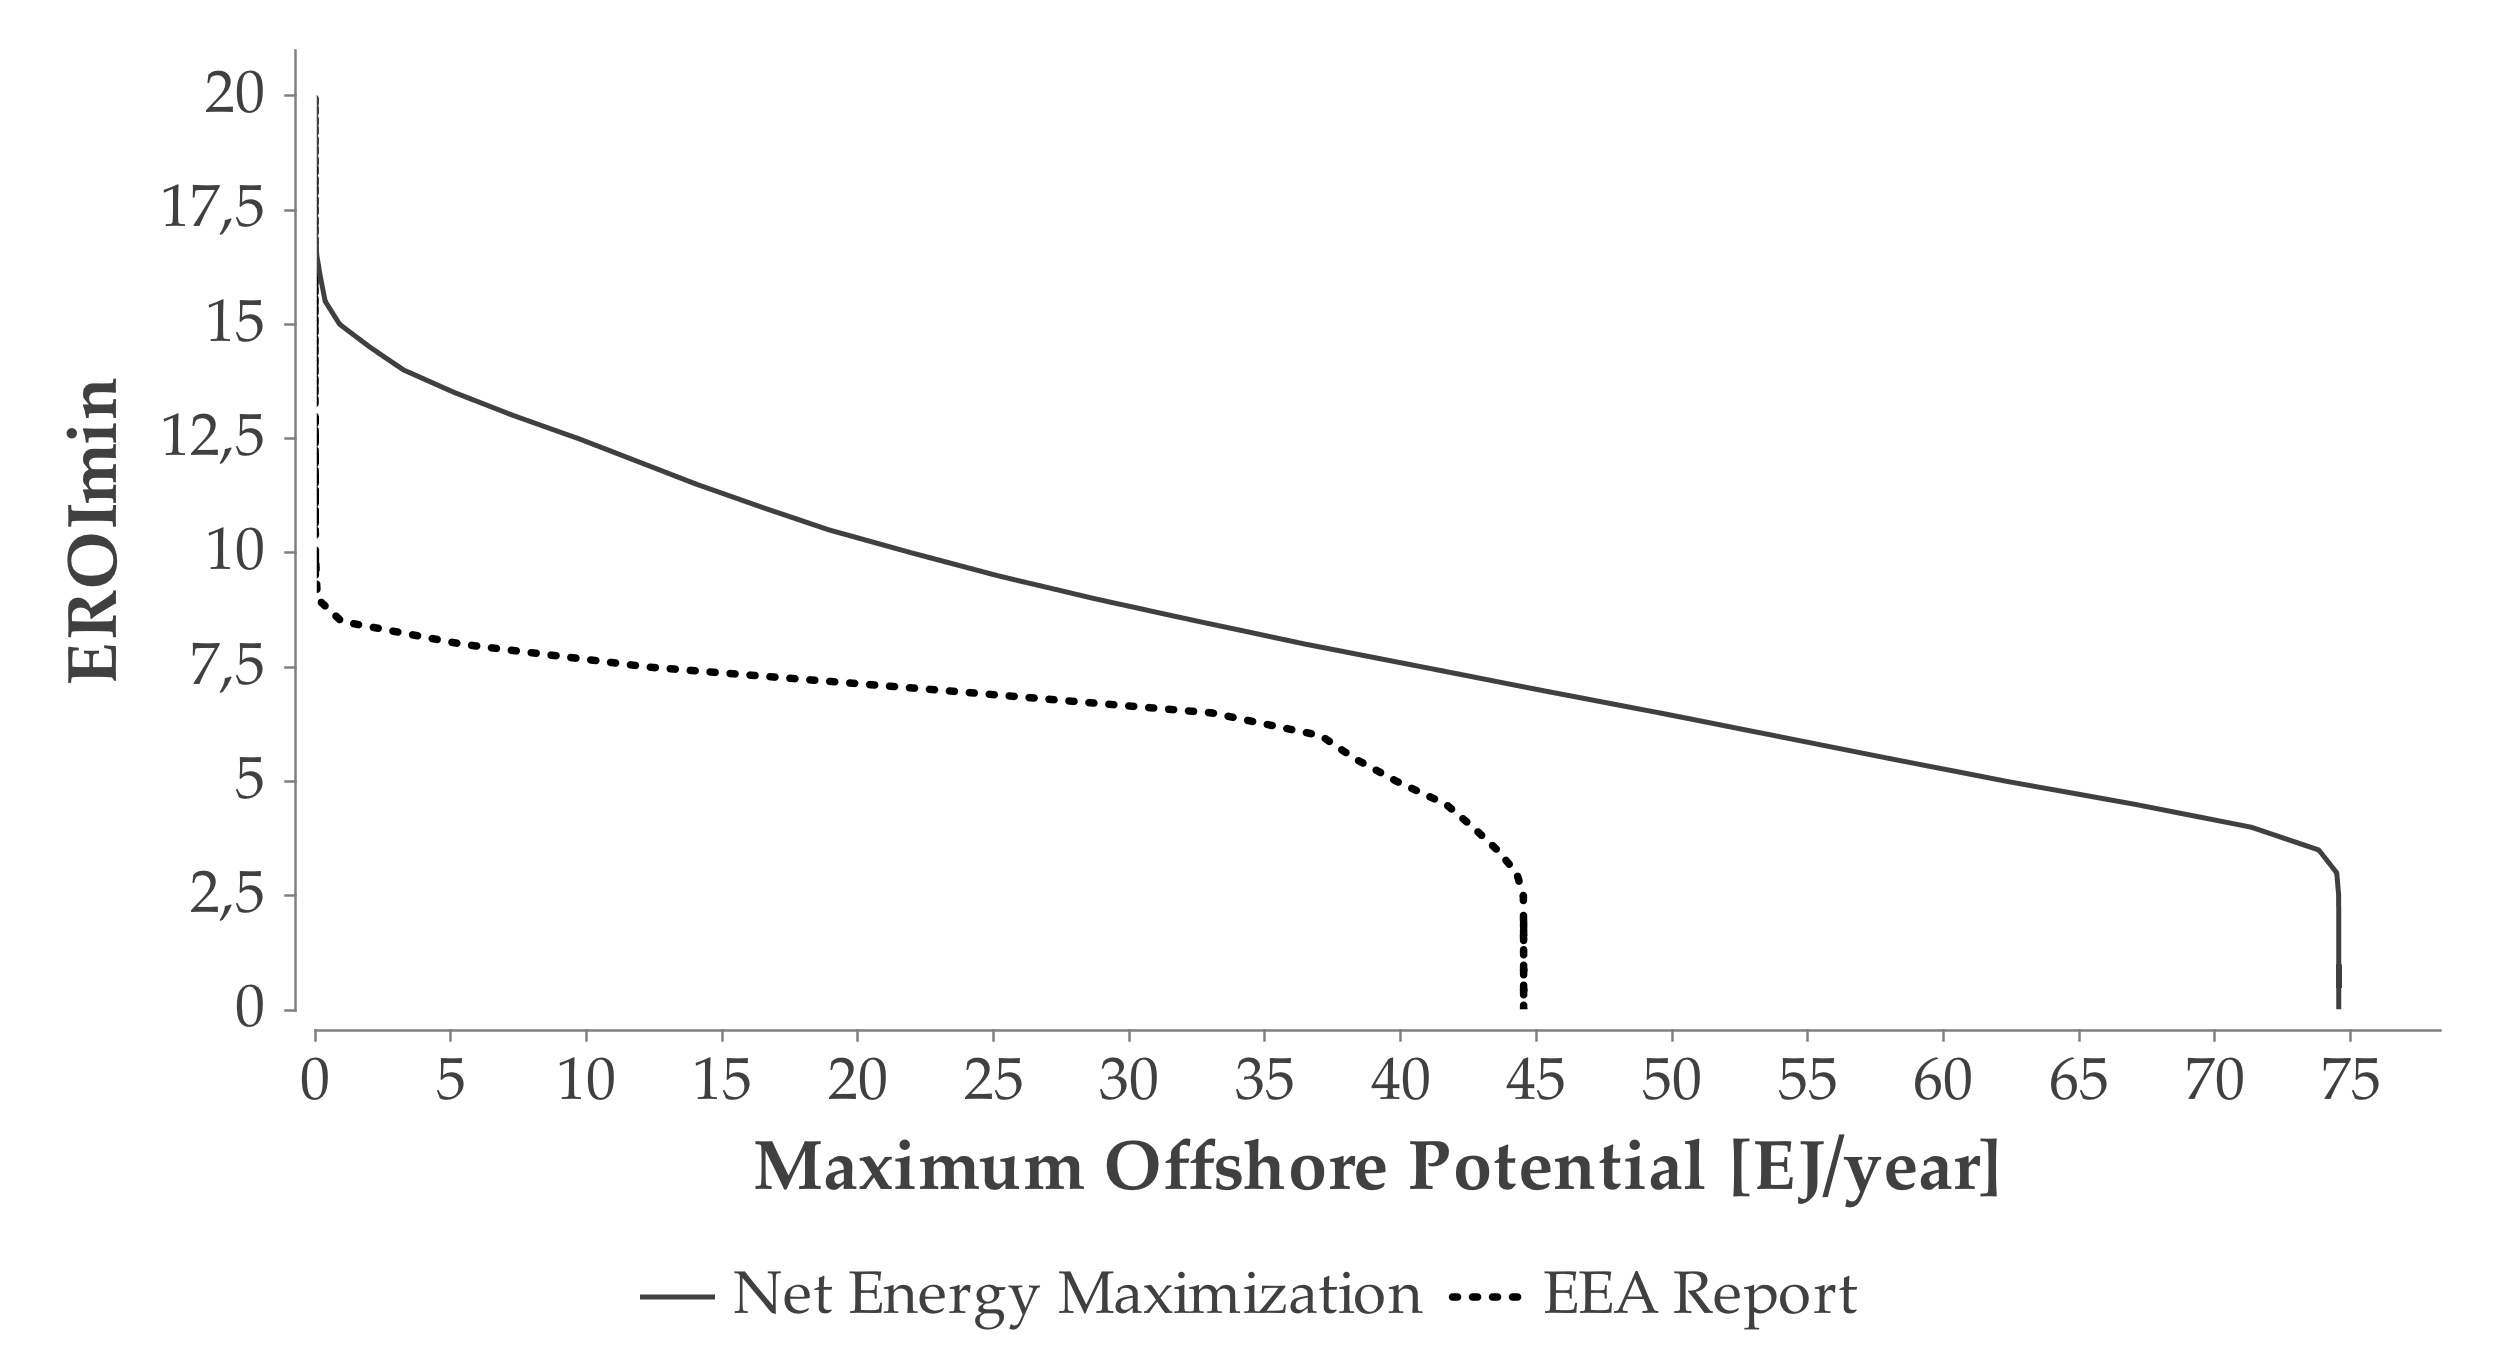 20
17,5
15
12,5
10
7,5
5
2,5
0
EROImin
0 5 10 15 20 25 30 35 40 45 50 55 60 65 70 75
Maximum Offshore Potential [EJ/year]
Net Energy Maximization EEA Report